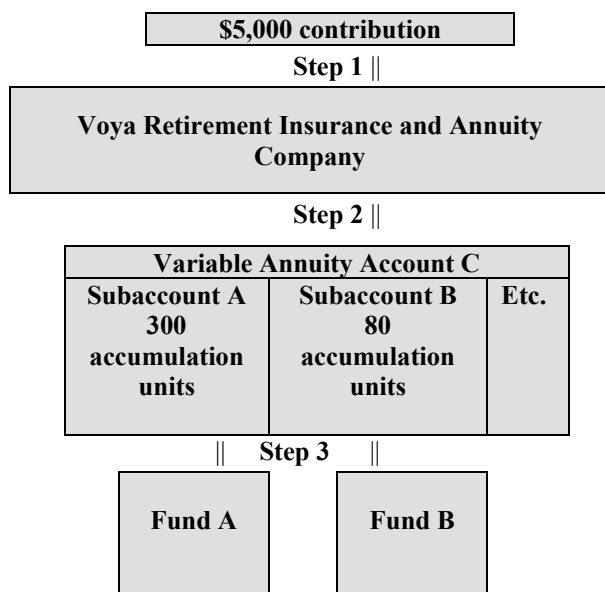 $5,000 contribution
Step 1 ||
Voya Retirement Insurance and Annuity
Company
Step 2 ||
Variable Annuity Account C
Subaccount A
300
accumulation
units
Subaccount B
80
accumulation
units
Etc.
|| Step 3 ||
Fund A
Fund B